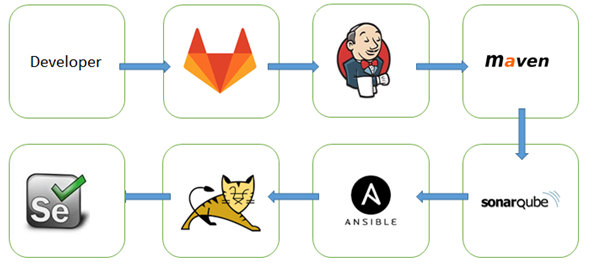 Developer
maven
sonarqube
ANSIBLE
Se